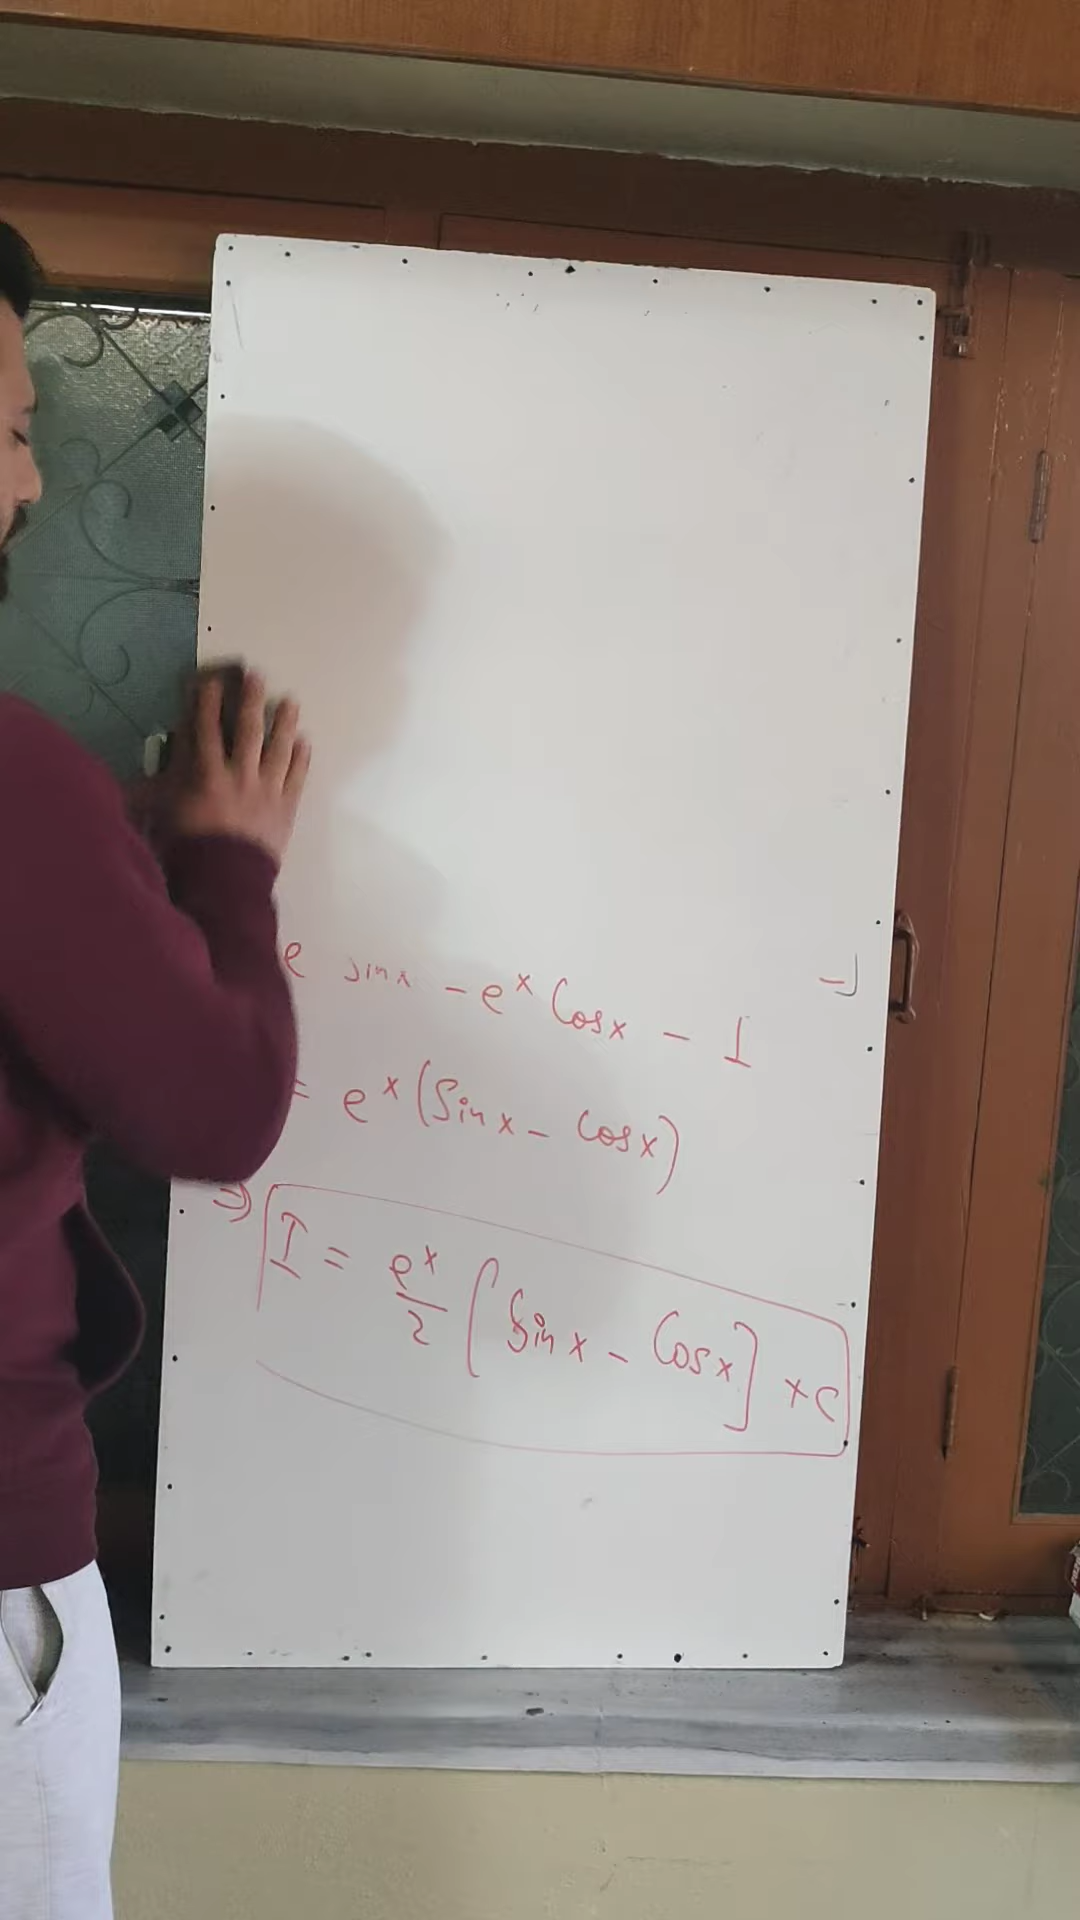 e sinx - e^x Cosx - I
= e^x (Sinx - Cosx)
⇒ I = e^x/2 [Sinx - Cosx] + c